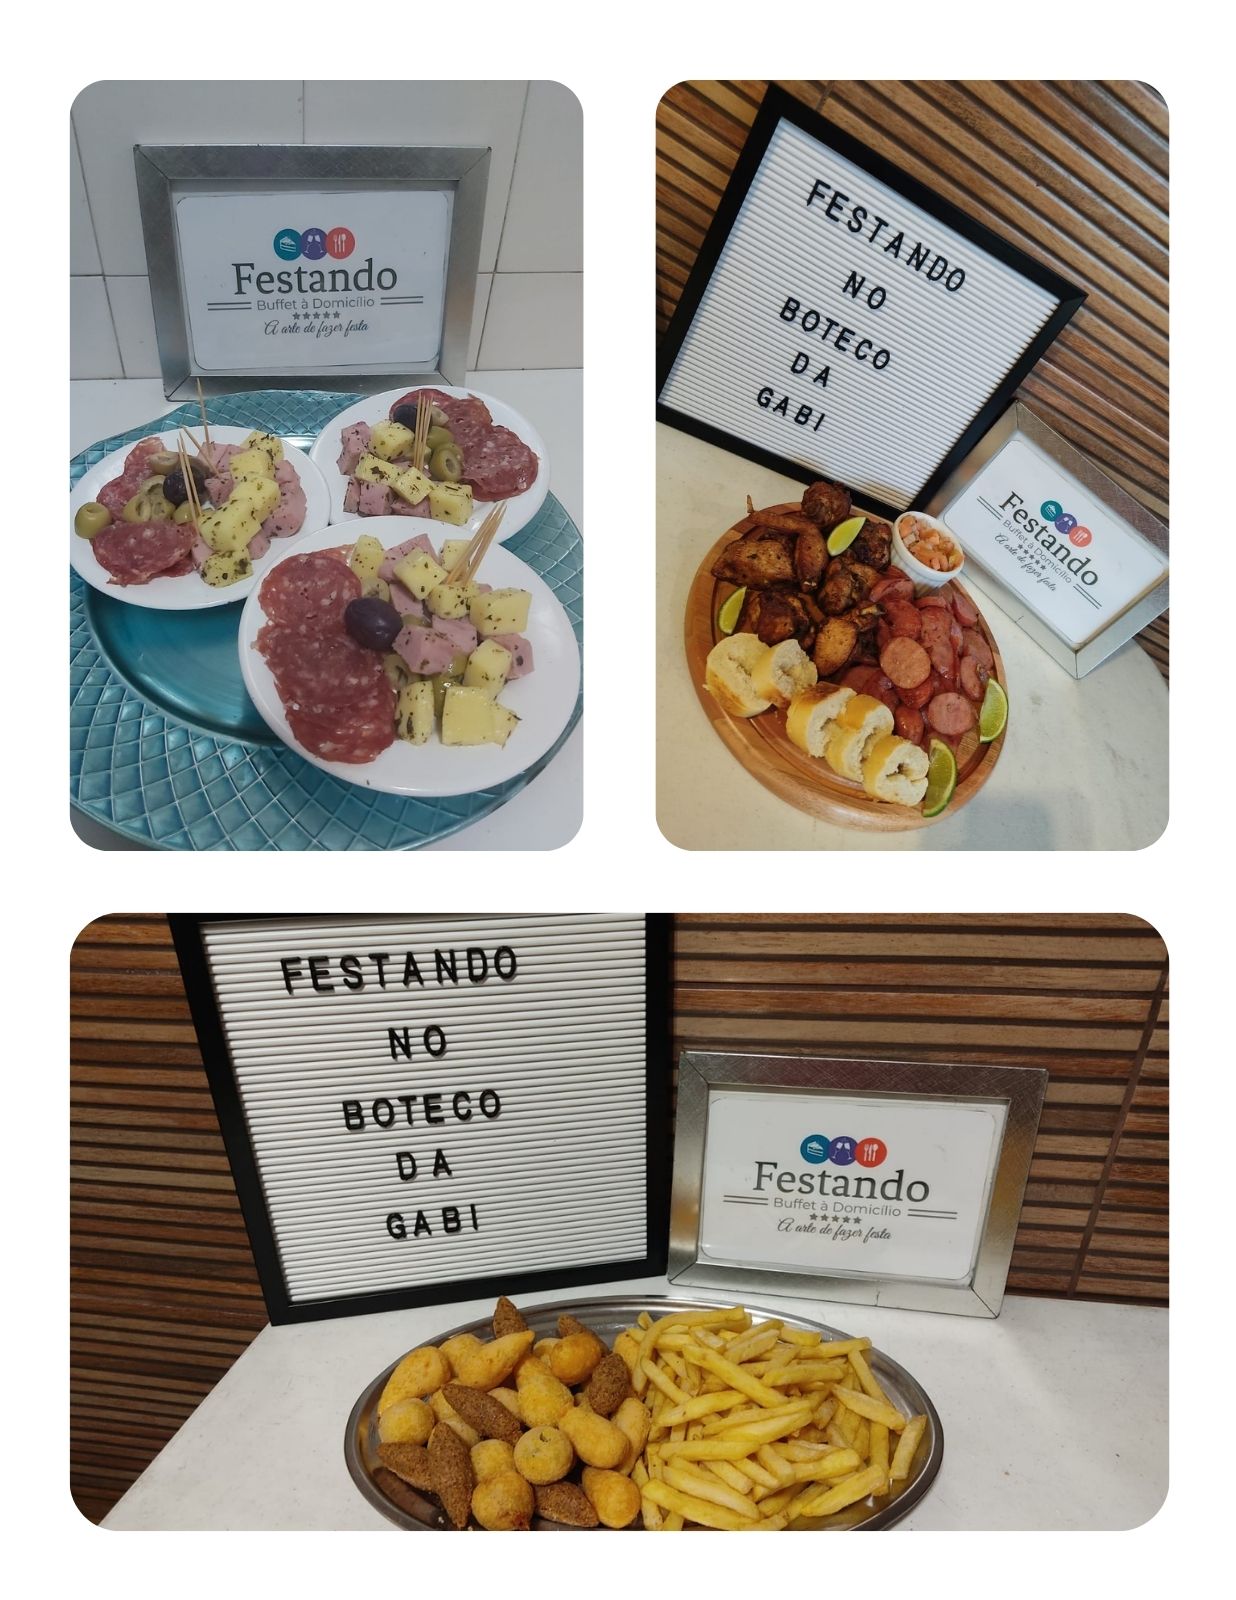 Festando
Buffet à Domicílio
A arte de fazer festa
FESTANDO
NO
BOTECO
DA
GABI
Festando
Buffet à Domicílio
A arte de fazer festa
FESTANDO
NO
BOTECO
DA
GABI
Festando
Buffet à Domicílio
A arte de fazer festa